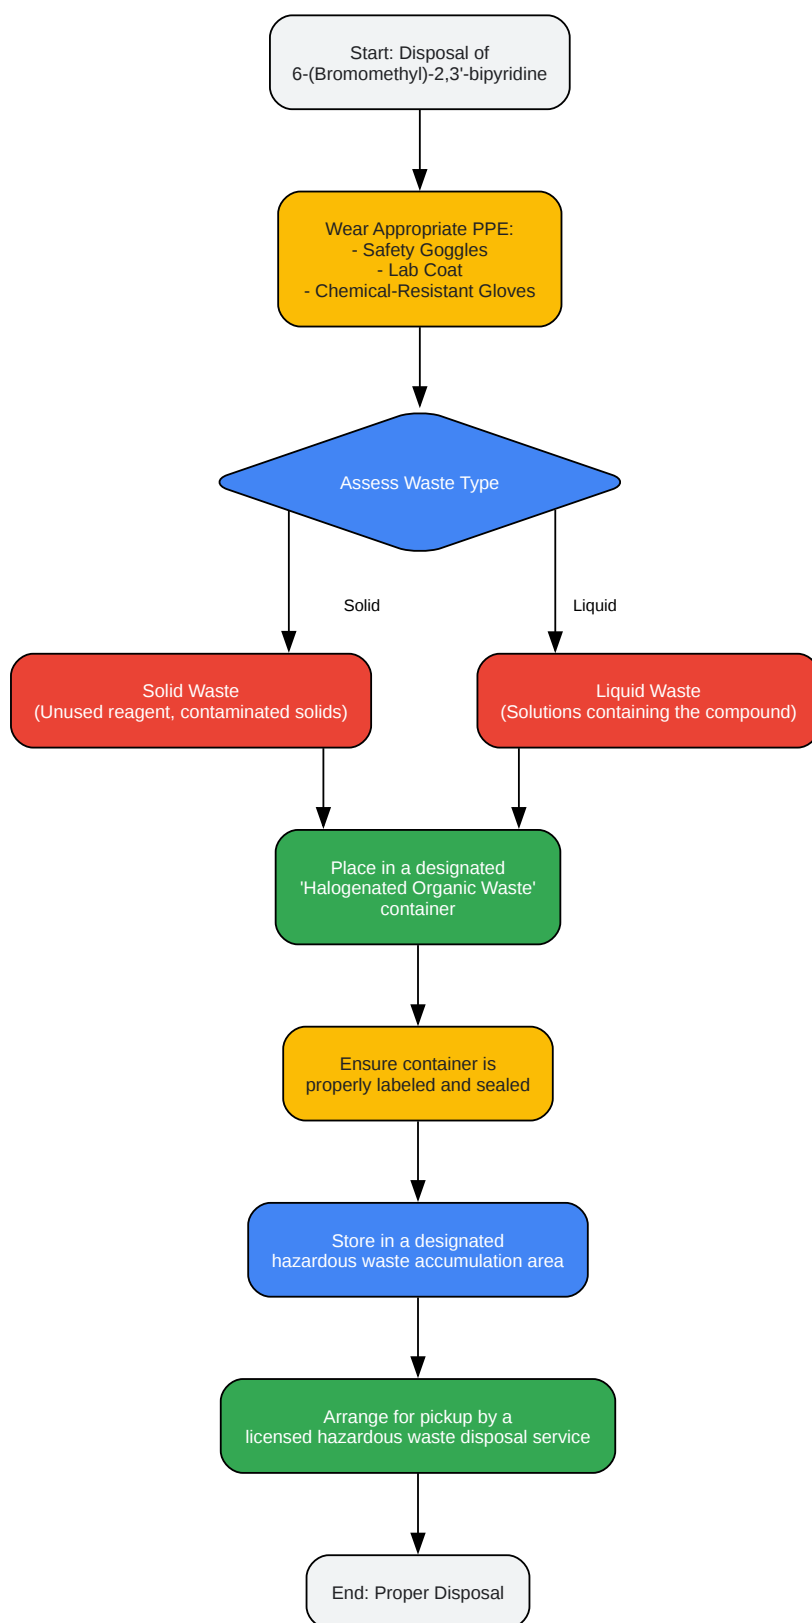 Start: Disposal of
6-(Bromomethyl)-2,3'-bipyridine
Wear Appropriate PPE:
- Safety Goggles
- Lab Coat
- Chemical-Resistant Gloves
Assess Waste Type
Solid
Liquid
Solid Waste
(Unused reagent, contaminated solids)
Liquid Waste
(Solutions containing the compound)
Place in a designated
'Halogenated Organic Waste'
container
Ensure container is
properly labeled and sealed
Store in a designated
hazardous waste accumulation area
Arrange for pickup by a
licensed hazardous waste disposal service
End: Proper Disposal